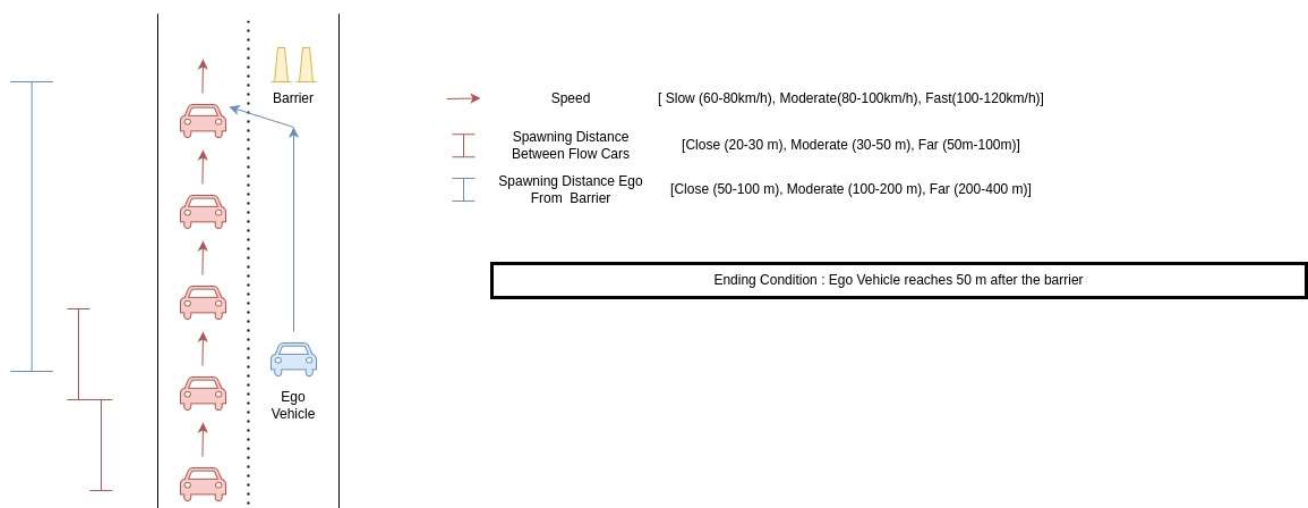 Barrier
Ego
Vehicle
Speed
[ Slow (60-80km/h), Moderate(80-100km/h), Fast(100-120km/h)]
Spawning Distance
Between Flow Cars
[Close (20-30 m), Moderate (30-50 m), Far (50m-100m)]
Spawning Distance Ego
From Barrier
[Close (50-100 m), Moderate (100-200 m), Far (200-400 m)]
Ending Condition : Ego Vehicle reaches 50 m after the barrier